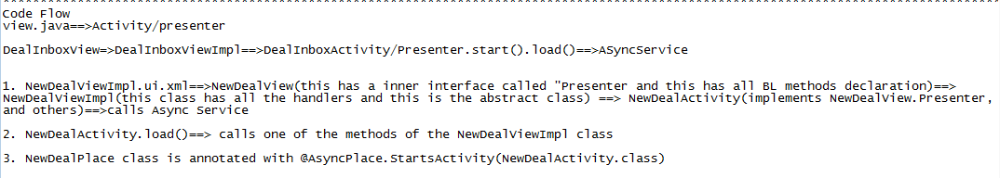 Code Flow
view.java==>Activity/presenter
DealInboxView=>DealInboxViewImpl==>DealInboxActivity/Presenter.start().load()==>ASyncService
1. NewDealViewImpl.ui.xml==>NewDealView(this has a inner interface called "Presenter and this has all BL methods declaration)==>
NewDealViewImpl(this class has all the handlers and this is the abstract class) ==> NewDealActivity(implements NewDealView.Presenter,
and others)==>calls Async Service
2. NewDealActivity.load()==> calls one of the methods of the NewDealViewImpl class
3. NewDealPlace class is annotated with @AsyncPlace.StartsActivity(NewDealActivity.class)